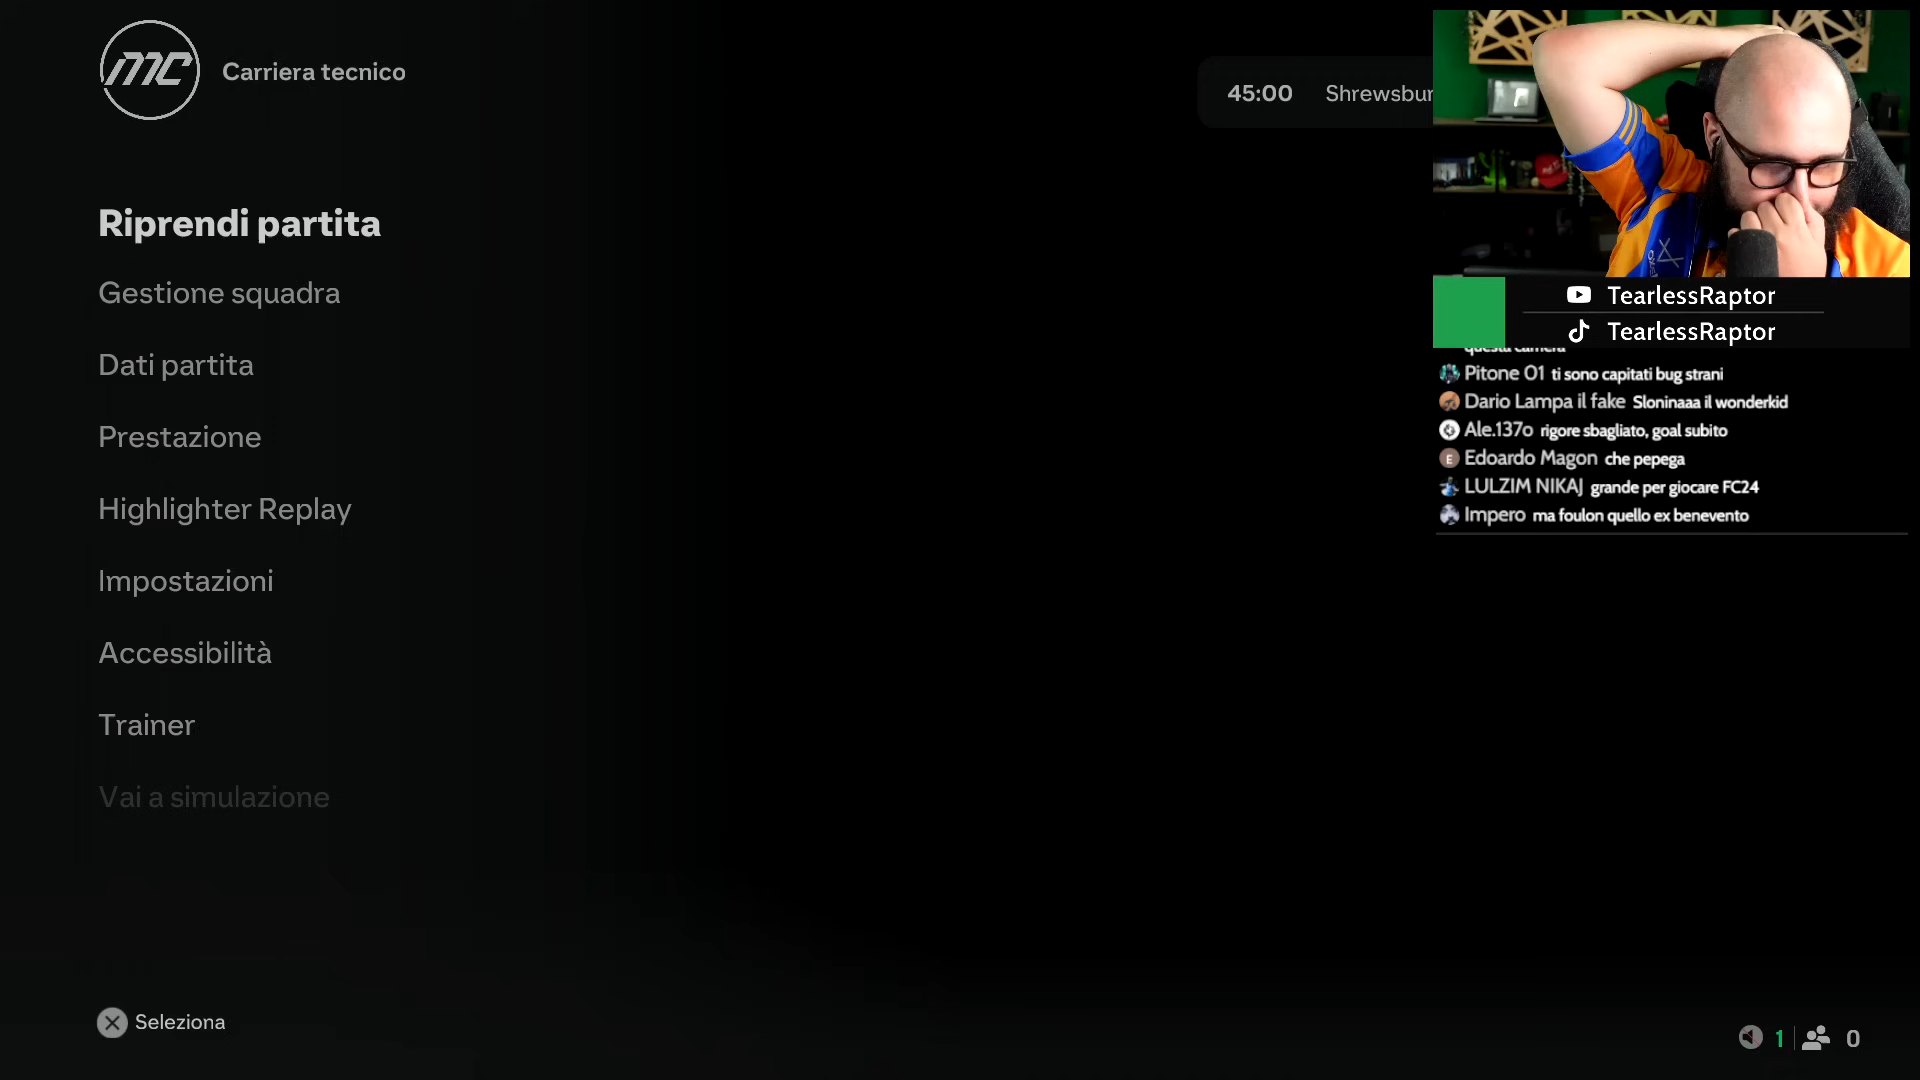 MC
Carriera tecnico
45:00 Shrewsbur
Riprendi partita
Gestione squadra
Dati partita
Prestazione
Highlighter Replay
Impostazioni
Accessibilità
Trainer
Vai a simulazione
Seleziona
TearlessRaptor
TearlessRaptor
questa camera
Pitone 01 ti sono capitati bug strani
Dario Lampa il fake Sloninaaa il wonderkid
Ale.137o rigore sbagliato, goal subito
E Edoardo Magon che pepega
LULZIM NIKAJ grande per giocare FC24
Impero ma foulon quello ex benevento
1 0